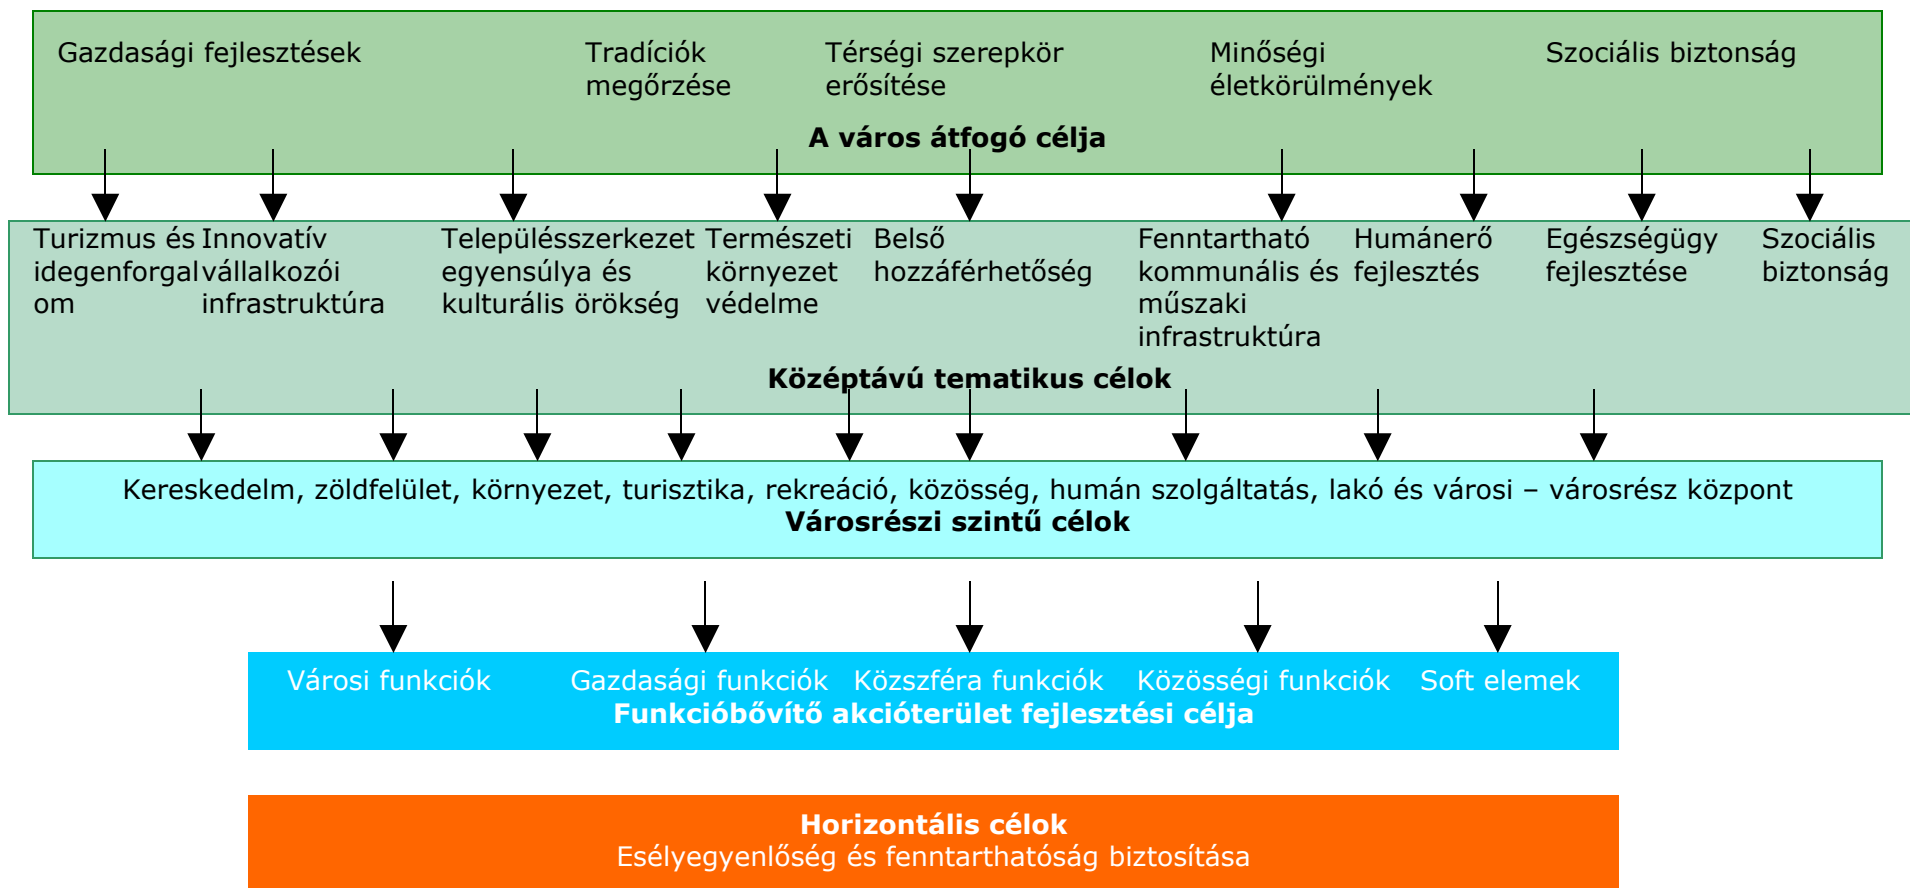 Gazdasági fejlesztések
Tradíciók
megőrzése
Térségi szerepkör
erősítése
Minőségi
életkörülmények
Szociális biztonság
A város átfogó célja
Turizmus és
idegenforgal
om
Innovatív
vállalkozói
infrastruktúra
Településszerkezet
egyensúlya és
kulturális örökség
Természeti
környezet
védelme
Belső
hozzáférhetőség
Fenntartható
kommunális és
műszaki
infrastruktúra
Humánerő
fejlesztés
Egészségügy
fejlesztése
Szociális
biztonság
Középtávú tematikus célok
Kereskedelm, zöldfelület, környezet, turisztika, rekreáció, közösség, humán szolgáltatás, lakó és városi – városrész központ
Városrészi szintű célok
Városi funkciók
Gazdasági funkciók
Közszféra funkciók
Közösségi funkciók
Soft elemek
Funkcióbővítő akcióterület fejlesztési célja
Horizontális célok
Esélyegyenlőség és fenntarthatóság biztosítása